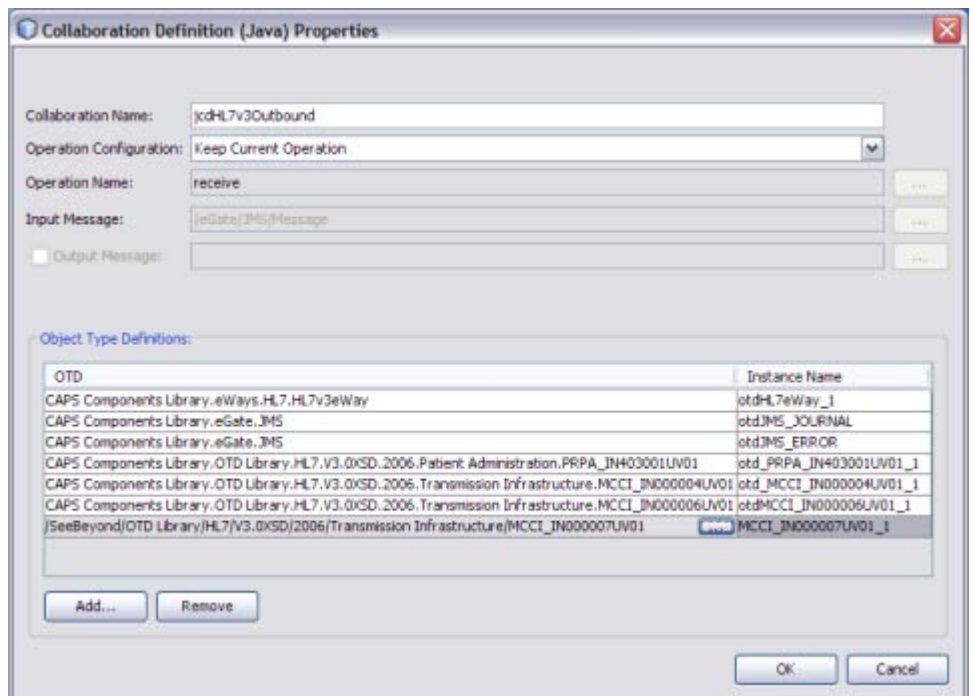 Collaboration Definition (Java) Properties
Collaboration Name: jcdHL7v3Outbound
Operation Configuration: Keep Current Operation
Operation Name: receive ...
Input Message: /eGate/JMS/Message ...
Output Message: ...
Object Type Definitions:
OTD Instance Name
CAPS Components Library.eWays.HL7.HL7v3eWay otdHL7eWay_1
CAPS Components Library.eGate.JMS otdJMS_JOURNAL
CAPS Components Library.eGate.JMS otdJMS_ERROR
CAPS Components Library.OTD Library.HL7.V3.0XSD.2006.Patient Administration.PRPA_IN403001UV01 otd_PRPA_IN403001UV01_1
CAPS Components Library.OTD Library.HL7.V3.0XSD.2006.Transmission Infrastructure.MCCI_IN000004UV01 otd_MCCI_IN000004UV01_1
CAPS Components Library.OTD Library.HL7.V3.0XSD.2006.Transmission Infrastructure.MCCI_IN000006UV01 otdMCCI_IN000006UV01_1
/SeeBeyond/OTD Library/HL7/V3.0XSD/2006/Transmission Infrastructure/MCCI_IN000007UV01 ... MCCI_IN000007UV01_1
Add... Remove
OK Cancel